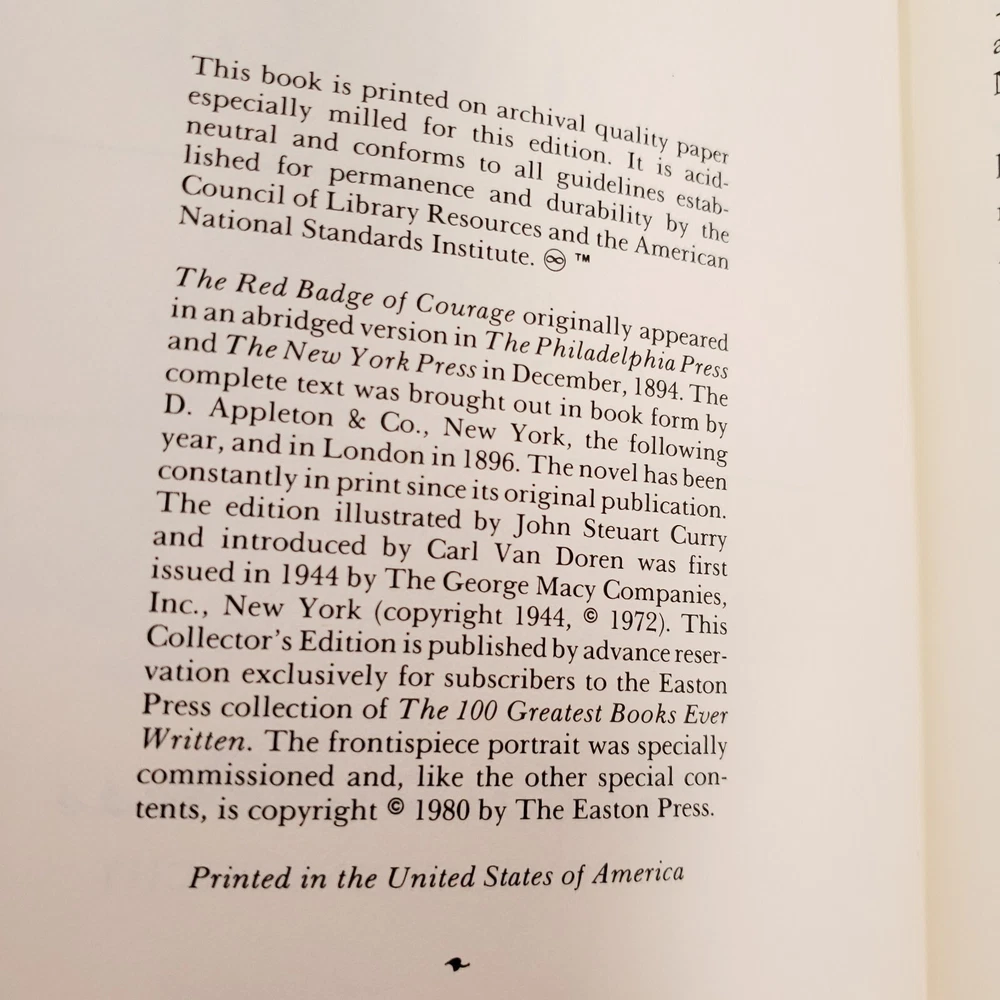 This book is printed on archival quality paper
especially milled for this edition. It is acid-
neutral and conforms to all guidelines estab-
lished for permanence and durability by the
Council of Library Resources and the American
National Standards Institute. ♾ ™
The Red Badge of Courage originally appeared
in an abridged version in The Philadelphia Press
and The New York Press in December, 1894. The
complete text was brought out in book form by
D. Appleton & Co., New York, the following
year, and in London in 1896. The novel has been
constantly in print since its original publication.
The edition illustrated by John Steuart Curry
and introduced by Carl Van Doren was first
issued in 1944 by The George Macy Companies,
Inc., New York (copyright 1944, © 1972). This
Collector's Edition is published by advance reser-
vation exclusively for subscribers to the Easton
Press collection of The 100 Greatest Books Ever
Written. The frontispiece portrait was specially
commissioned and, like the other special con-
tents, is copyright © 1980 by The Easton Press.
Printed in the United States of America